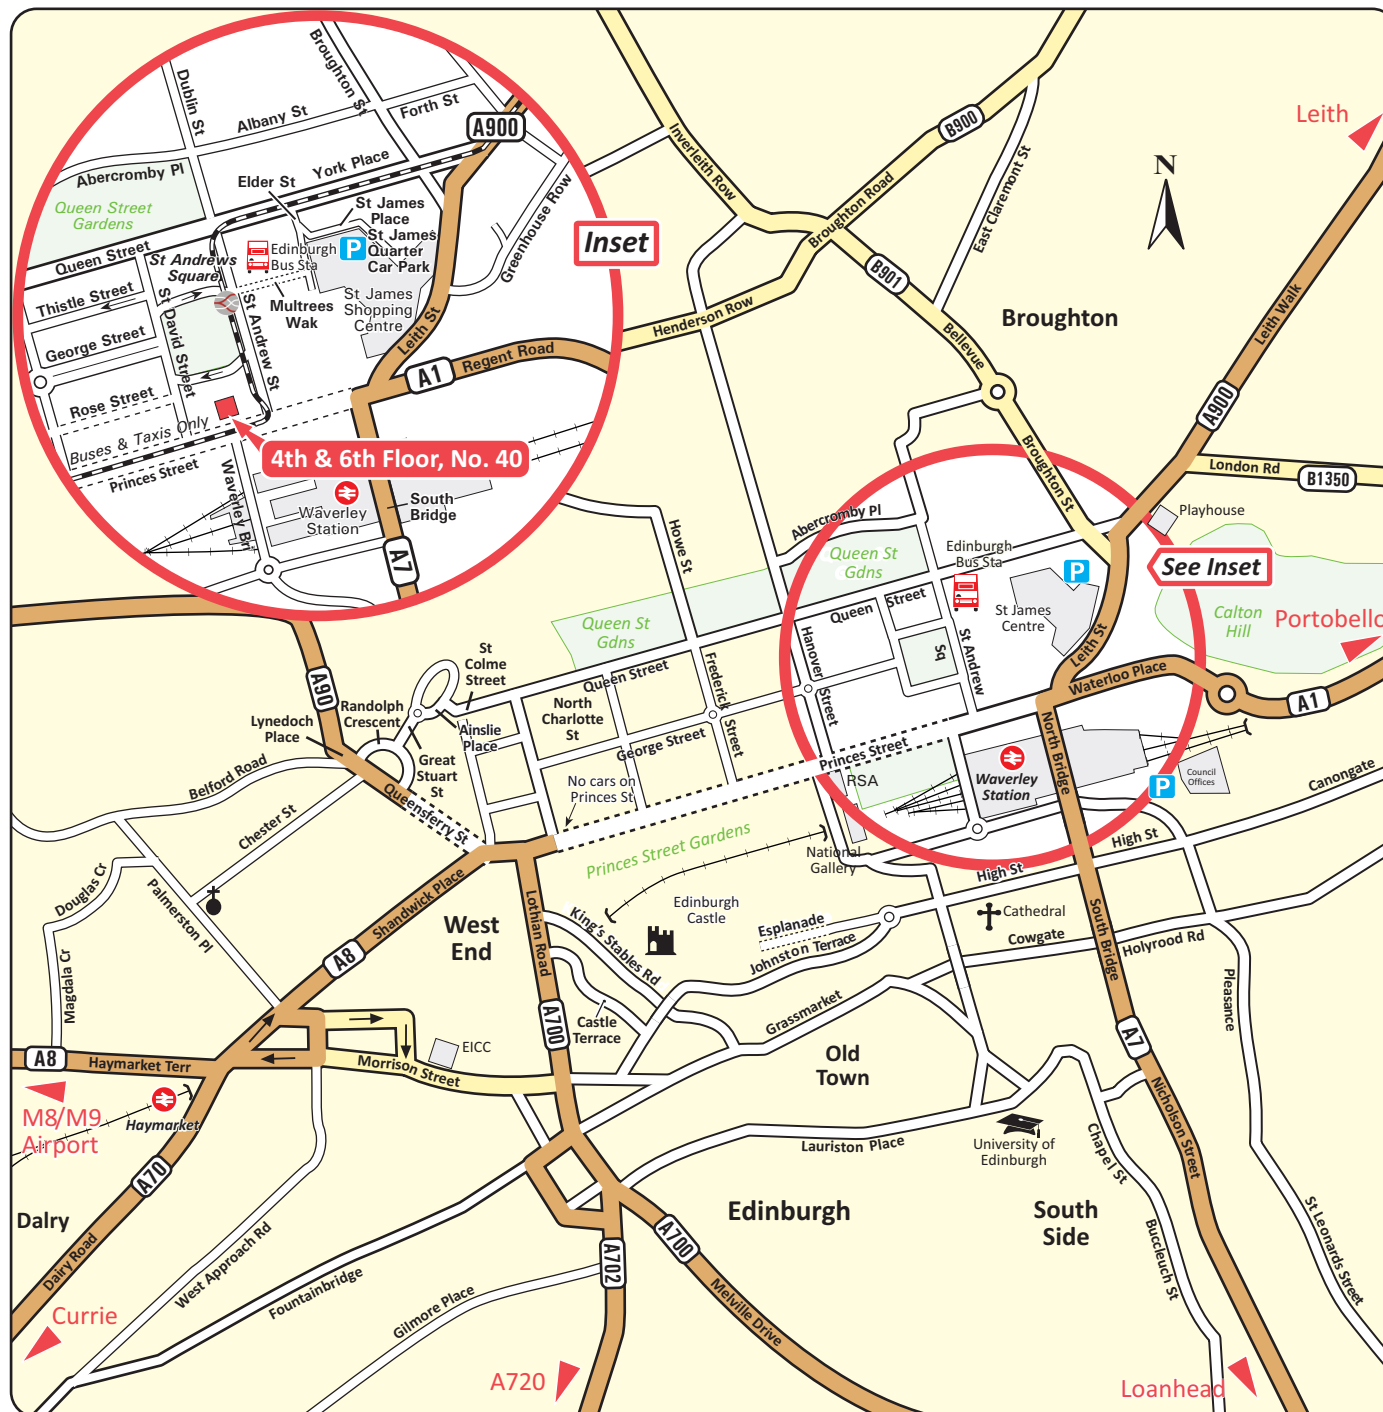 Dublin St
Broughton St
Albany St
Forth St
A900
Abercromby Pl
York Place
Elder St
Queen Street
Gardens
St James
Place
St James
Quarter
Car Park
P
Greenhouse Row
Queen Street
St Andrews
Square
Edinburgh
Bus Sta
Thistle Street
Multrees
Wak
St James
Shopping
Centre
George Street
St David Street
St Andrew St
Leith St
A1
Regent Road
Rose Street
Buses & Taxis Only
Princes Street
4th & 6th Floor, No. 40
Waverley Bri
Waverley
Station
South
Bridge
A7
Inset
Inverleith Row
B900
Leith
N
Broughton Road
East Claremont St
B901
Henderson Row
Bellevue
Broughton
Leith Walk
A900
Broughton St
London Rd
B1350
Playhouse
See Inset
Calton
Hill
Portobello
Howe St
Abercromby Pl
Queen St
Gdns
Edinburgh
Bus Sta
P
St James
Centre
Queen St
Gdns
Queen Street
Hanover Street
Sq
St Andrew
Leith St
Waterloo Place
A1
St
Colme
Street
Queen Street
Frederick Street
A90
Lynedoch
Place
Randolph
Crescent
Ainslie
Place
North
Charlotte
St
George Street
Great
Stuart
St
Princes Street
No cars on
Princes St
RSA
North Bridge
Waverley
Station
Council
Offices
P
Canongate
Belford Road
Chester St
Queensferry St
Princes Street Gardens
National
Gallery
High St
High St
Douglas Cr
Palmerston Pl
Shandwick Place
West
End
Lothian Road
King's Stables Rd
Edinburgh
Castle
Esplanade
Johnston Terrace
Cathedral
Cowgate
South Bridge
Holyrood Rd
Pleasance
Magdala Cr
A8
A700
Castle
Terrace
Grassmarket
Old
Town
A7
A8
Haymarket Terr
Morrison Street
EICC
M8/M9
Airport
Haymarket
Nicholson Street
Lauriston Place
University of
Edinburgh
Chapel St
A70
Dalry
Edinburgh
South
Side
Dairy Road
West Approach Rd
Fountainbridge
A702
A700
Buccleuch St
St Leonards Street
Currie
Gilmore Place
Melville Drive
A720
Loanhead